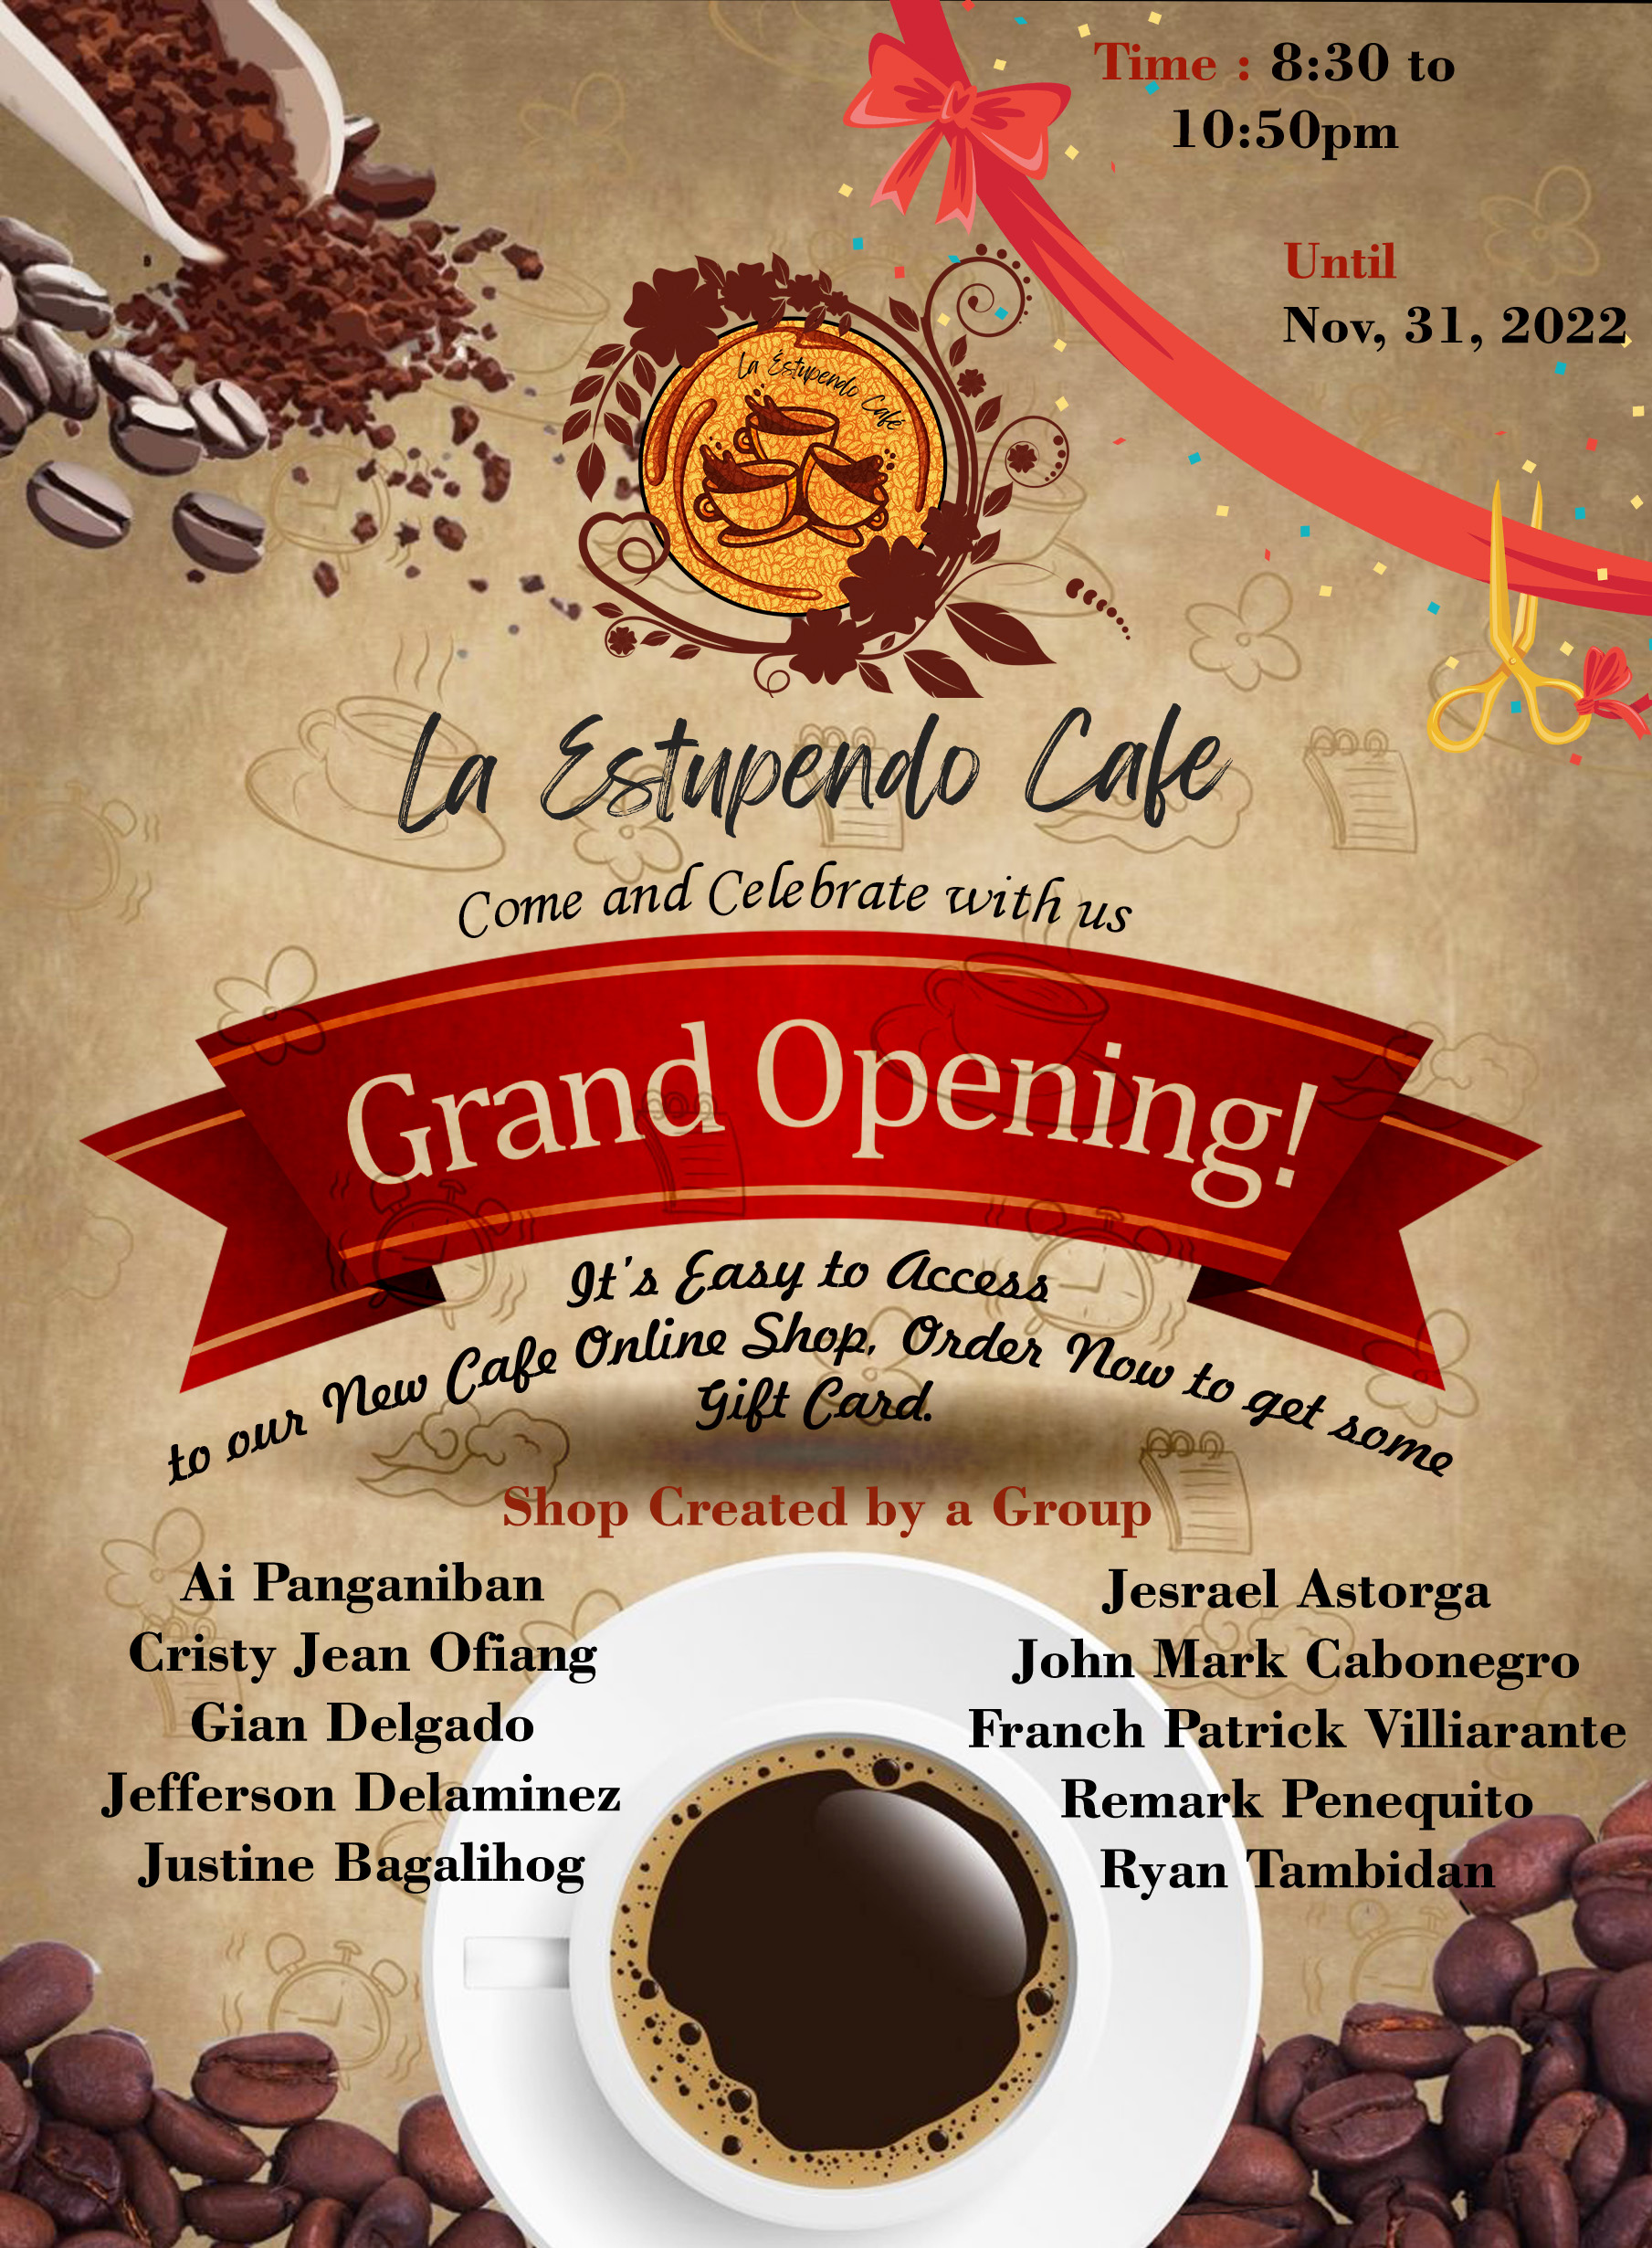 Time : 8:30 to
10:50pm
Until
Nov, 31, 2022
La Estupendo Café
La Estupendo Cafe
Come and Celebrate with us
Grand Opening!
It's Easy to Access
to our New Cafe Online Shop, Order Now to get some
Gift Card.
Shop Created by a Group
Ai Panganiban
Cristy Jean Ofiang
Gian Delgado
Jefferson Delaminez
Justine Bagalihog
Jesrael Astorga
John Mark Cabonegro
Franch Patrick Villiarante
Remark Penequito
Ryan Tambidan